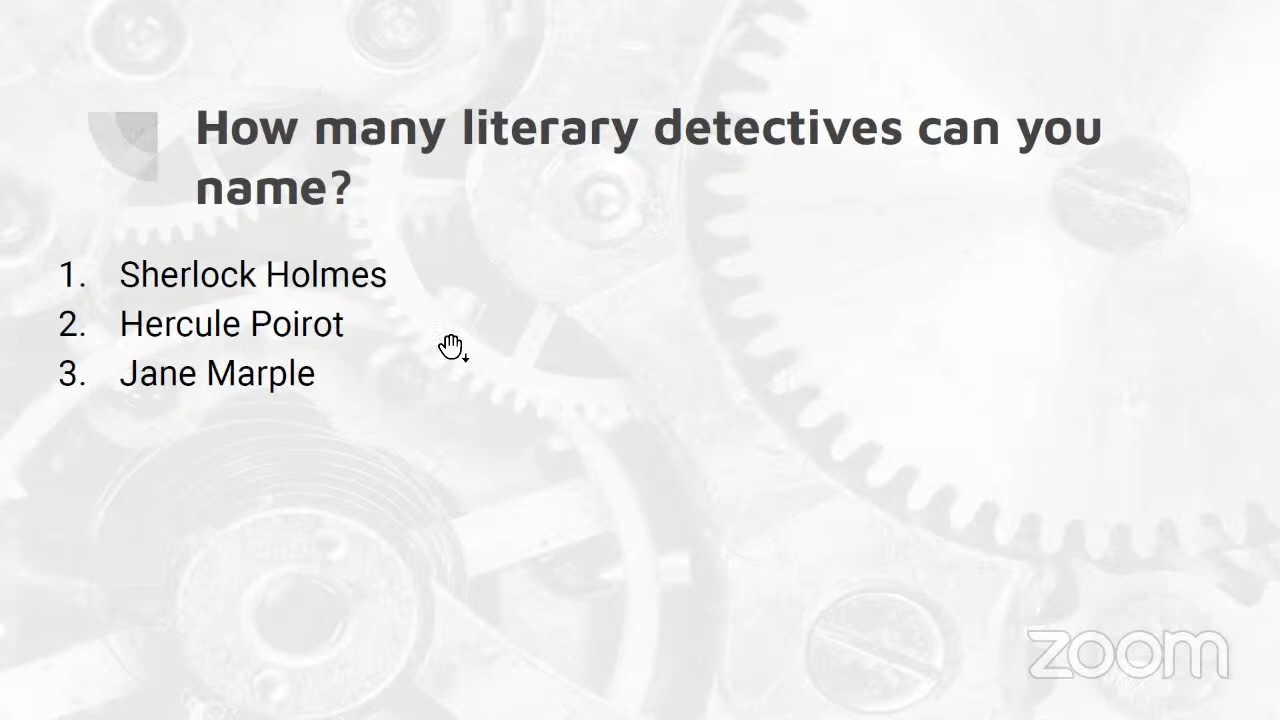 How many literary detectives can you
name?
1. Sherlock Holmes
2. Hercule Poirot
3. Jane Marple
zoom